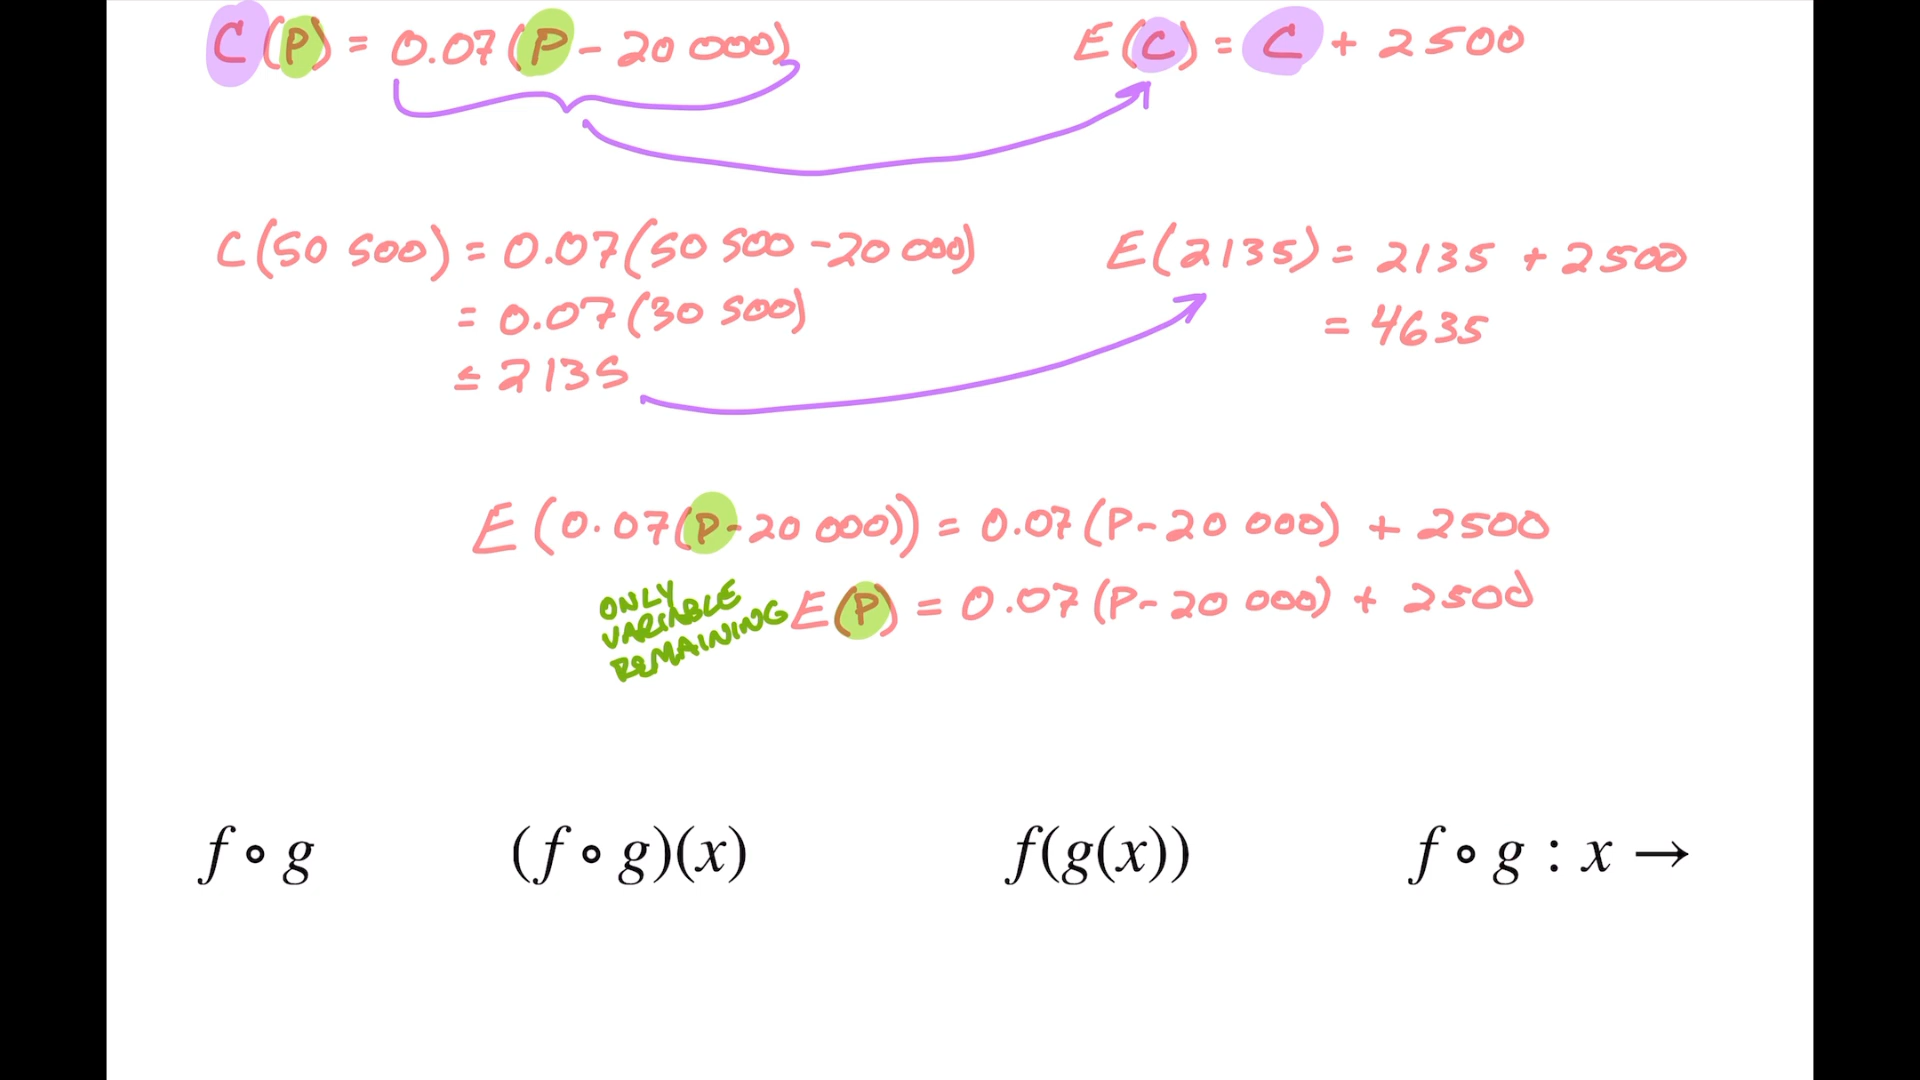 C(P) = 0.07(P - 20 000)
E(C) = C + 2500
C(50 500) = 0.07(50 500 - 20 000)
= 0.07(30 500)
= 2135
E(2135) = 2135 + 2500
= 4635
E(0.07(P - 20 000)) = 0.07(P - 20 000) + 2500
ONLY
VARIABLE
REMAINING
E(P) = 0.07(P - 20 000) + 2500
f ∘ g
(f ∘ g)(x)
f(g(x))
f ∘ g : x →